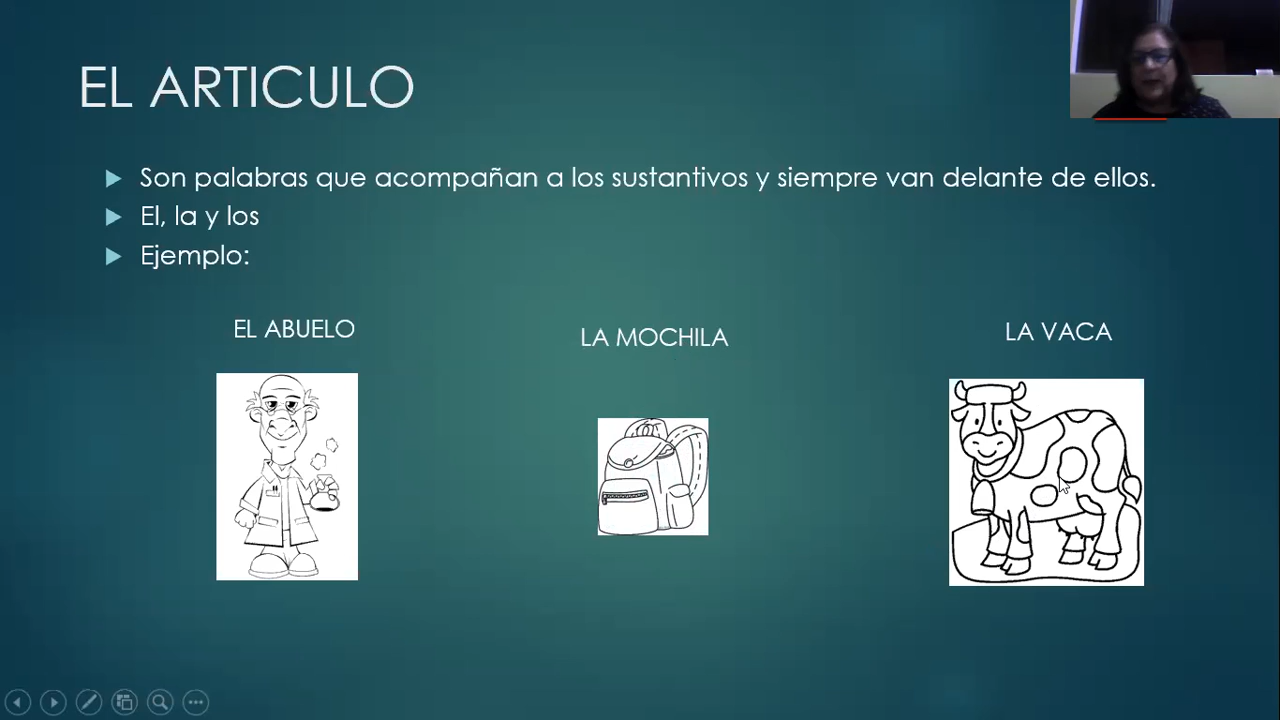 EL ARTICULO
Son palabras que acompañan a los sustantivos y siempre van delante de ellos.
El, la y los
Ejemplo:
EL ABUELO
LA MOCHILA
LA VACA